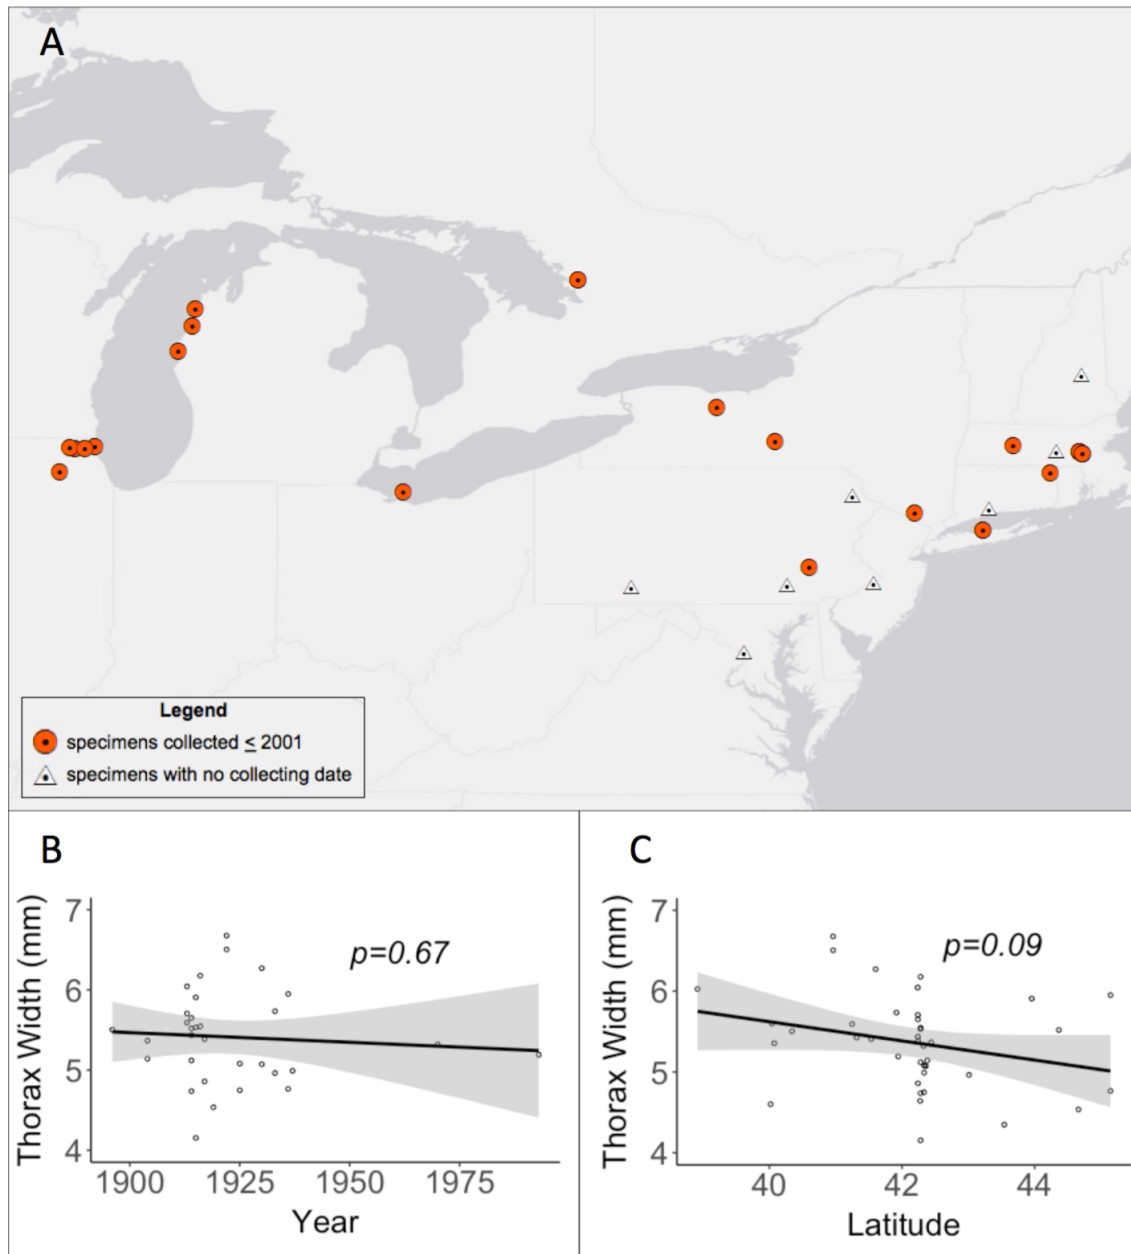 A
Legend
specimens collected ≤ 2001
specimens with no collecting date
B
Thorax Width (mm)
7
6
5
4
p=0.67
1900 1925 1950 1975
Year
C
Thorax Width (mm)
7
6
5
4
p=0.09
40 42 44
Latitude